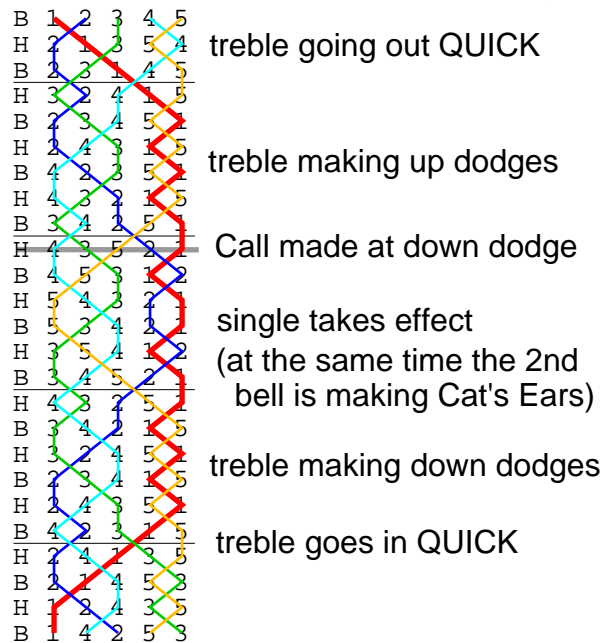 B 1 2 3 4 5
H 2 1 3 5 4 treble going out QUICK
B 2 3 1 4 5
H 3 2 4 1 5
B 2 3 4 5 1
H 2 4 3 1 5
B 4 2 3 5 1 treble making up dodges
H 4 3 2 1 5
B 3 4 2 5 1
H 4 3 5 2 1 Call made at down dodge
B 4 5 3 1 2
H 5 4 3 2 1
B 5 3 4 2 1 single takes effect
H 3 5 4 1 2 (at the same time the 2nd
B 3 4 5 2 1 bell is making Cat's Ears)
H 4 3 2 5 1
B 3 4 2 1 5
H 3 2 4 5 1 treble making down dodges
B 2 3 4 1 5
H 2 4 3 5 1
B 4 2 3 1 5 treble goes in QUICK
H 2 4 1 3 5
B 2 1 4 5 3
H 1 2 4 3 5
B 1 4 2 5 3